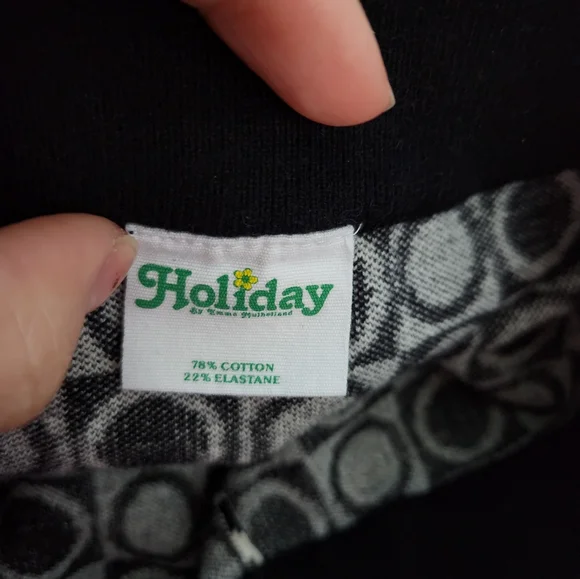 Holiday
By Emma Mulholland
78% COTTON
22% ELASTANE